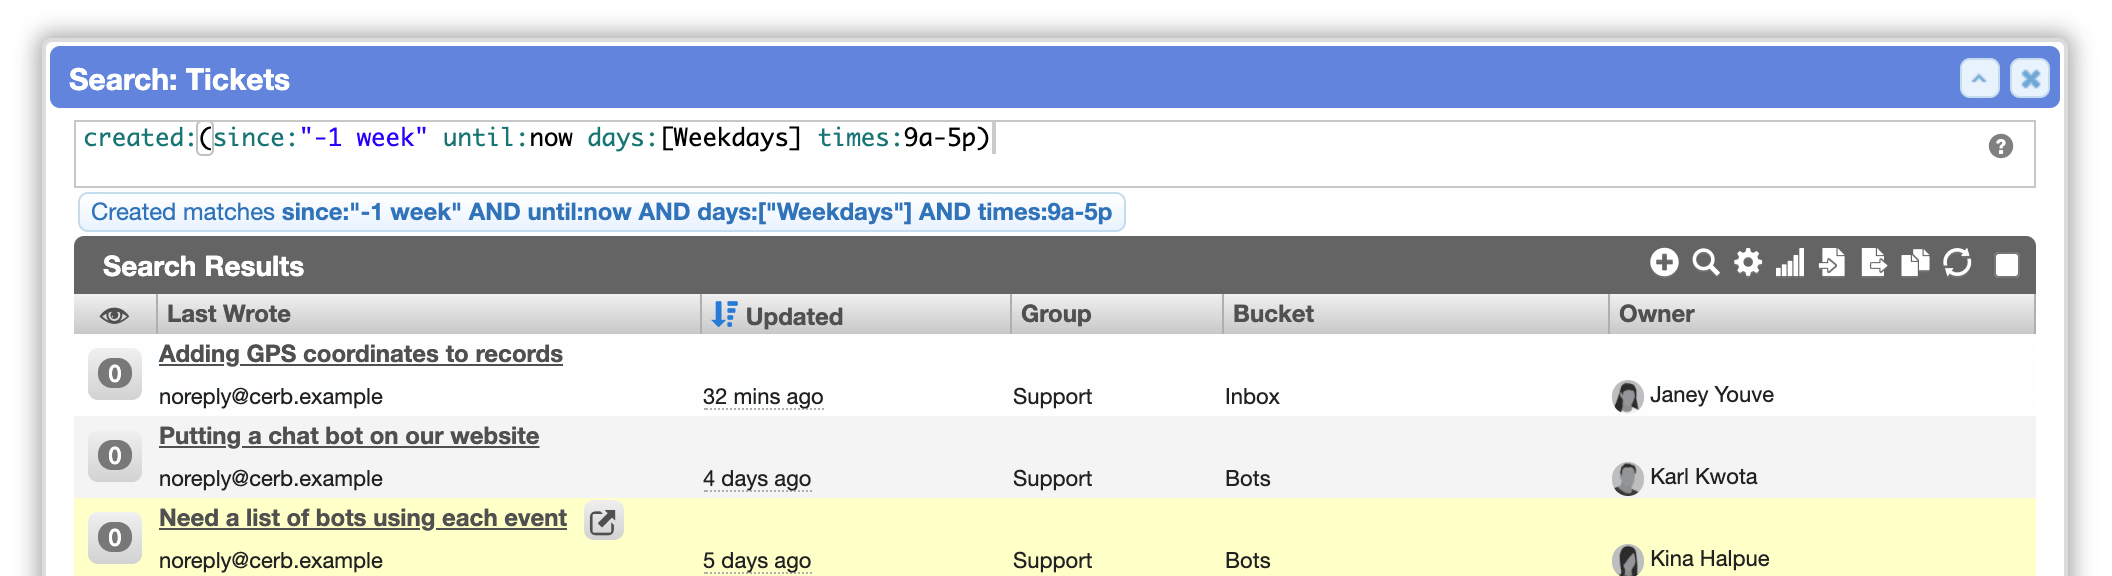 Search: Tickets
created:(since:"-1 week" until:now days:[Weekdays] times:9a-5p)
?
Created matches since:"-1 week" AND until:now AND days:["Weekdays"] AND times:9a-5p
Search Results
Last Wrote Updated Group Bucket Owner
Adding GPS coordinates to records
0
noreply@cerb.example 32 mins ago Support Inbox Janey Youve
Putting a chat bot on our website
0
noreply@cerb.example 4 days ago Support Bots Karl Kwota
Need a list of bots using each event
0
noreply@cerb.example 5 days ago Support Bots Kina Halpue